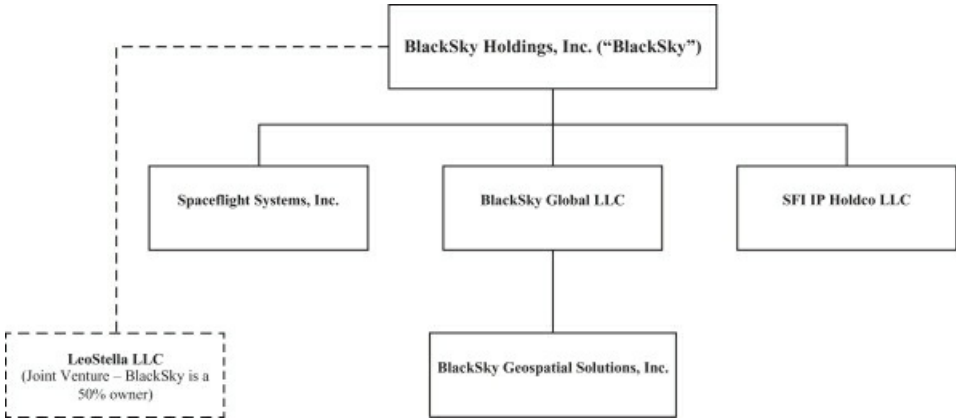 BlackSky Holdings, Inc. (“BlackSky”)
Spaceflight Systems, Inc.
BlackSky Global LLC
SFI IP Holdco LLC
LeoStella LLC
(Joint Venture – BlackSky is a
50% owner)
BlackSky Geospatial Solutions, Inc.